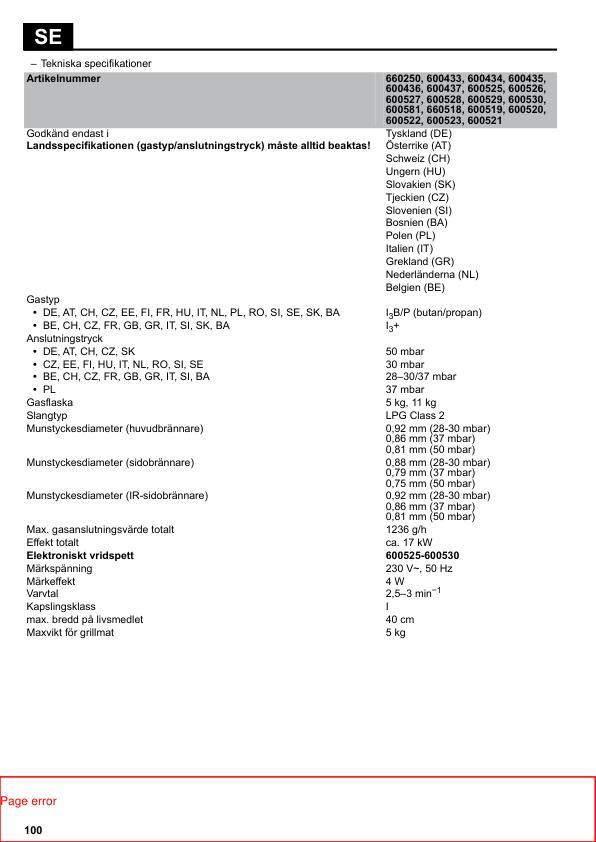 SE
– Tekniska specifikationer
Artikelnummer 660250, 600433, 600434, 600435,
600436, 600437, 600525, 600526,
600527, 600528, 600529, 600530,
600581, 660518, 600519, 600520,
600522, 600523, 600521
Godkänd endast i Tyskland (DE)
Landsspecifikationen (gastyp/anslutningstryck) måste alltid beaktas! Österrike (AT)
Schweiz (CH)
Ungern (HU)
Slovakien (SK)
Tjeckien (CZ)
Slovenien (SI)
Bosnien (BA)
Polen (PL)
Italien (IT)
Grekland (GR)
Nederländerna (NL)
Belgien (BE)
Gastyp
• DE, AT, CH, CZ, EE, FI, FR, HU, IT, NL, PL, RO, SI, SE, SK, BA I3B/P (butan/propan)
• BE, CH, CZ, FR, GB, GR, IT, SI, SK, BA I3+
Anslutningstryck
• DE, AT, CH, CZ, SK 50 mbar
• CZ, EE, FI, HU, IT, NL, RO, SI, SE 30 mbar
• BE, CH, CZ, FR, GB, GR, IT, SI, BA 28–30/37 mbar
• PL 37 mbar
Gasflaska 5 kg, 11 kg
Slangtyp LPG Class 2
Munstyckesdiameter (huvudbrännare) 0,92 mm (28-30 mbar)
0,86 mm (37 mbar)
0,81 mm (50 mbar)
Munstyckesdiameter (sidobrännare) 0,88 mm (28-30 mbar)
0,79 mm (37 mbar)
0,75 mm (50 mbar)
Munstyckesdiameter (IR-sidobrännare) 0,92 mm (28-30 mbar)
0,86 mm (37 mbar)
0,81 mm (50 mbar)
Max. gasanslutningsvärde totalt 1236 g/h
Effekt totalt ca. 17 kW
Elektroniskt vridspett 600525-600530
Märkspänning 230 V~, 50 Hz
Märkeffekt 4 W
Varvtal 2,5–3 min⁻¹
Kapslingsklass I
max. bredd på livsmedlet 40 cm
Maxvikt för grillmat 5 kg
Page error
100